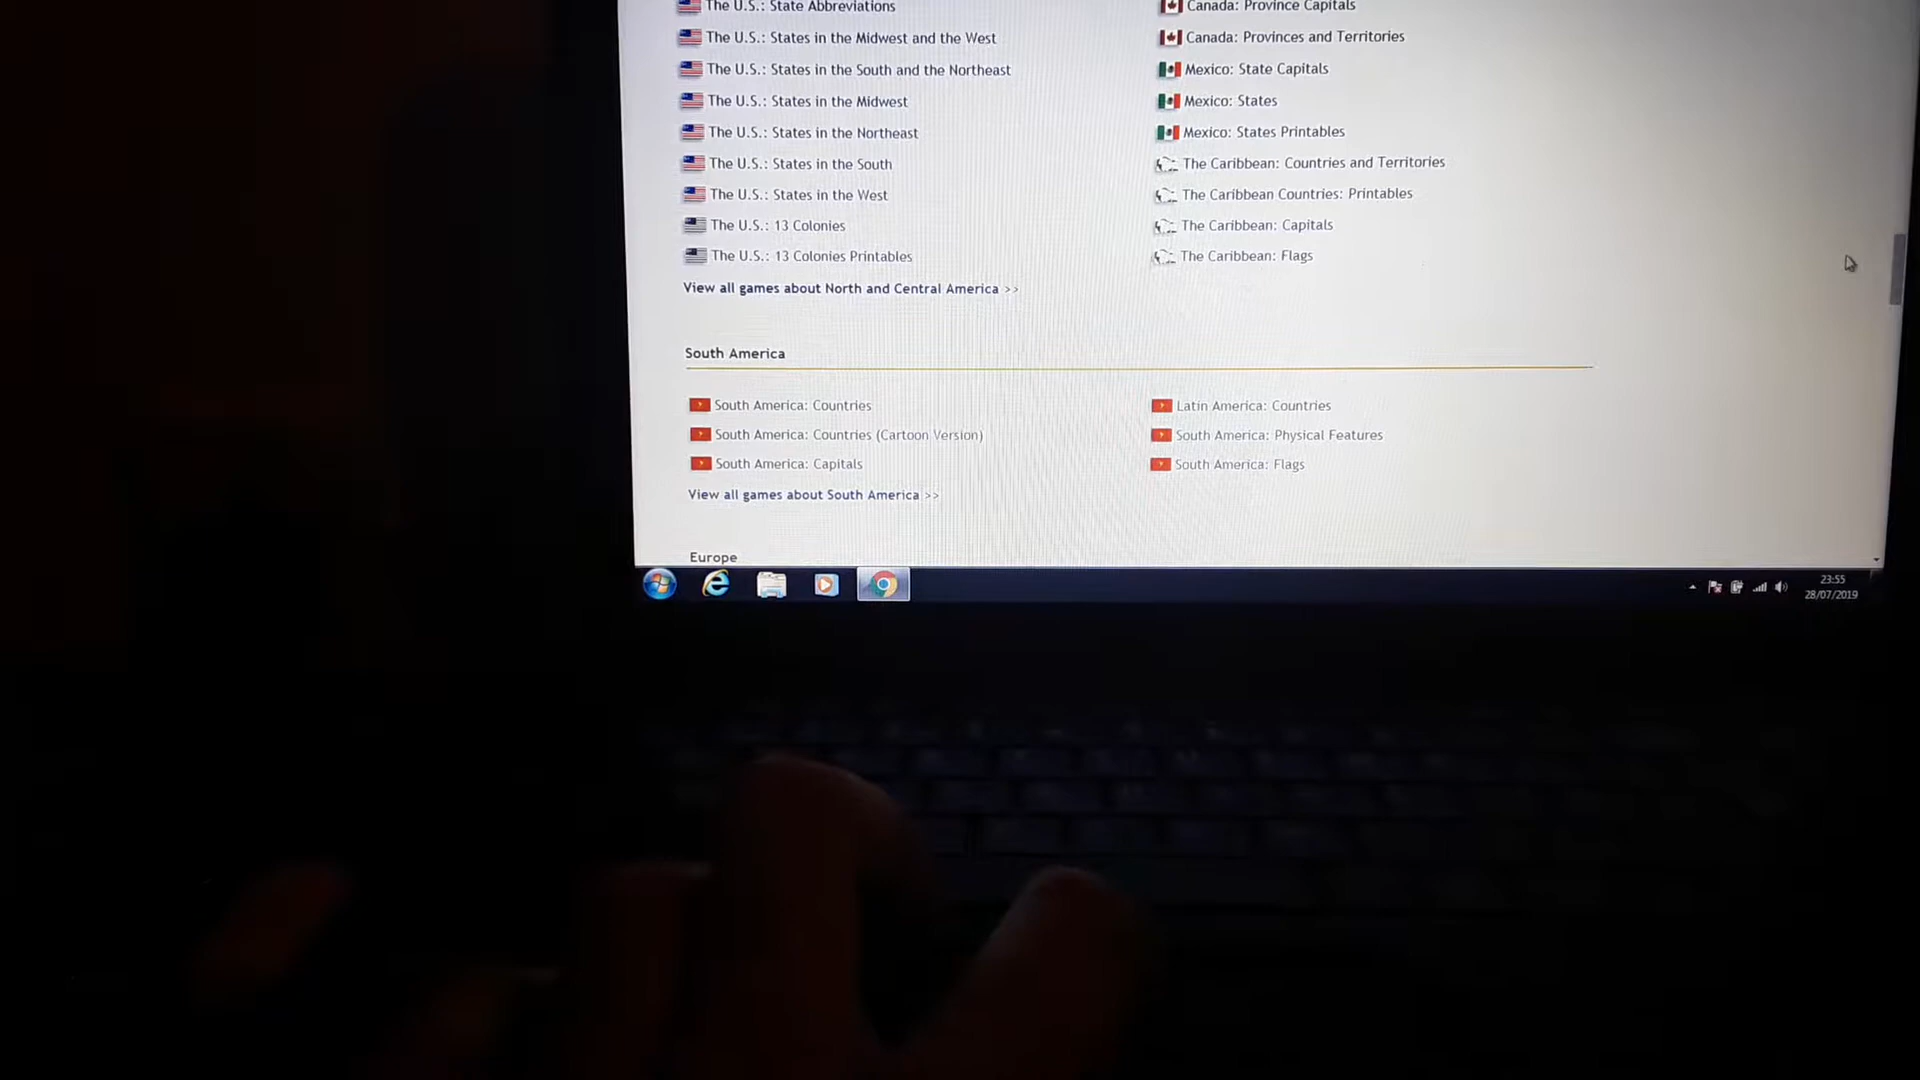 The U.S.: State Abbreviations
The U.S.: States in the Midwest and the West
The U.S.: States in the South and the Northeast
The U.S.: States in the Midwest
The U.S.: States in the Northeast
The U.S.: States in the South
The U.S.: States in the West
The U.S.: 13 Colonies
The U.S.: 13 Colonies Printables
Canada: Province Capitals
Canada: Provinces and Territories
Mexico: State Capitals
Mexico: States
Mexico: States Printables
The Caribbean: Countries and Territories
The Caribbean Countries: Printables
The Caribbean: Capitals
The Caribbean: Flags
View all games about North and Central America >>
South America
South America: Countries
South America: Countries (Cartoon Version)
South America: Capitals
Latin America: Countries
South America: Physical Features
South America: Flags
View all games about South America >>
Europe
23:55
28/07/2019